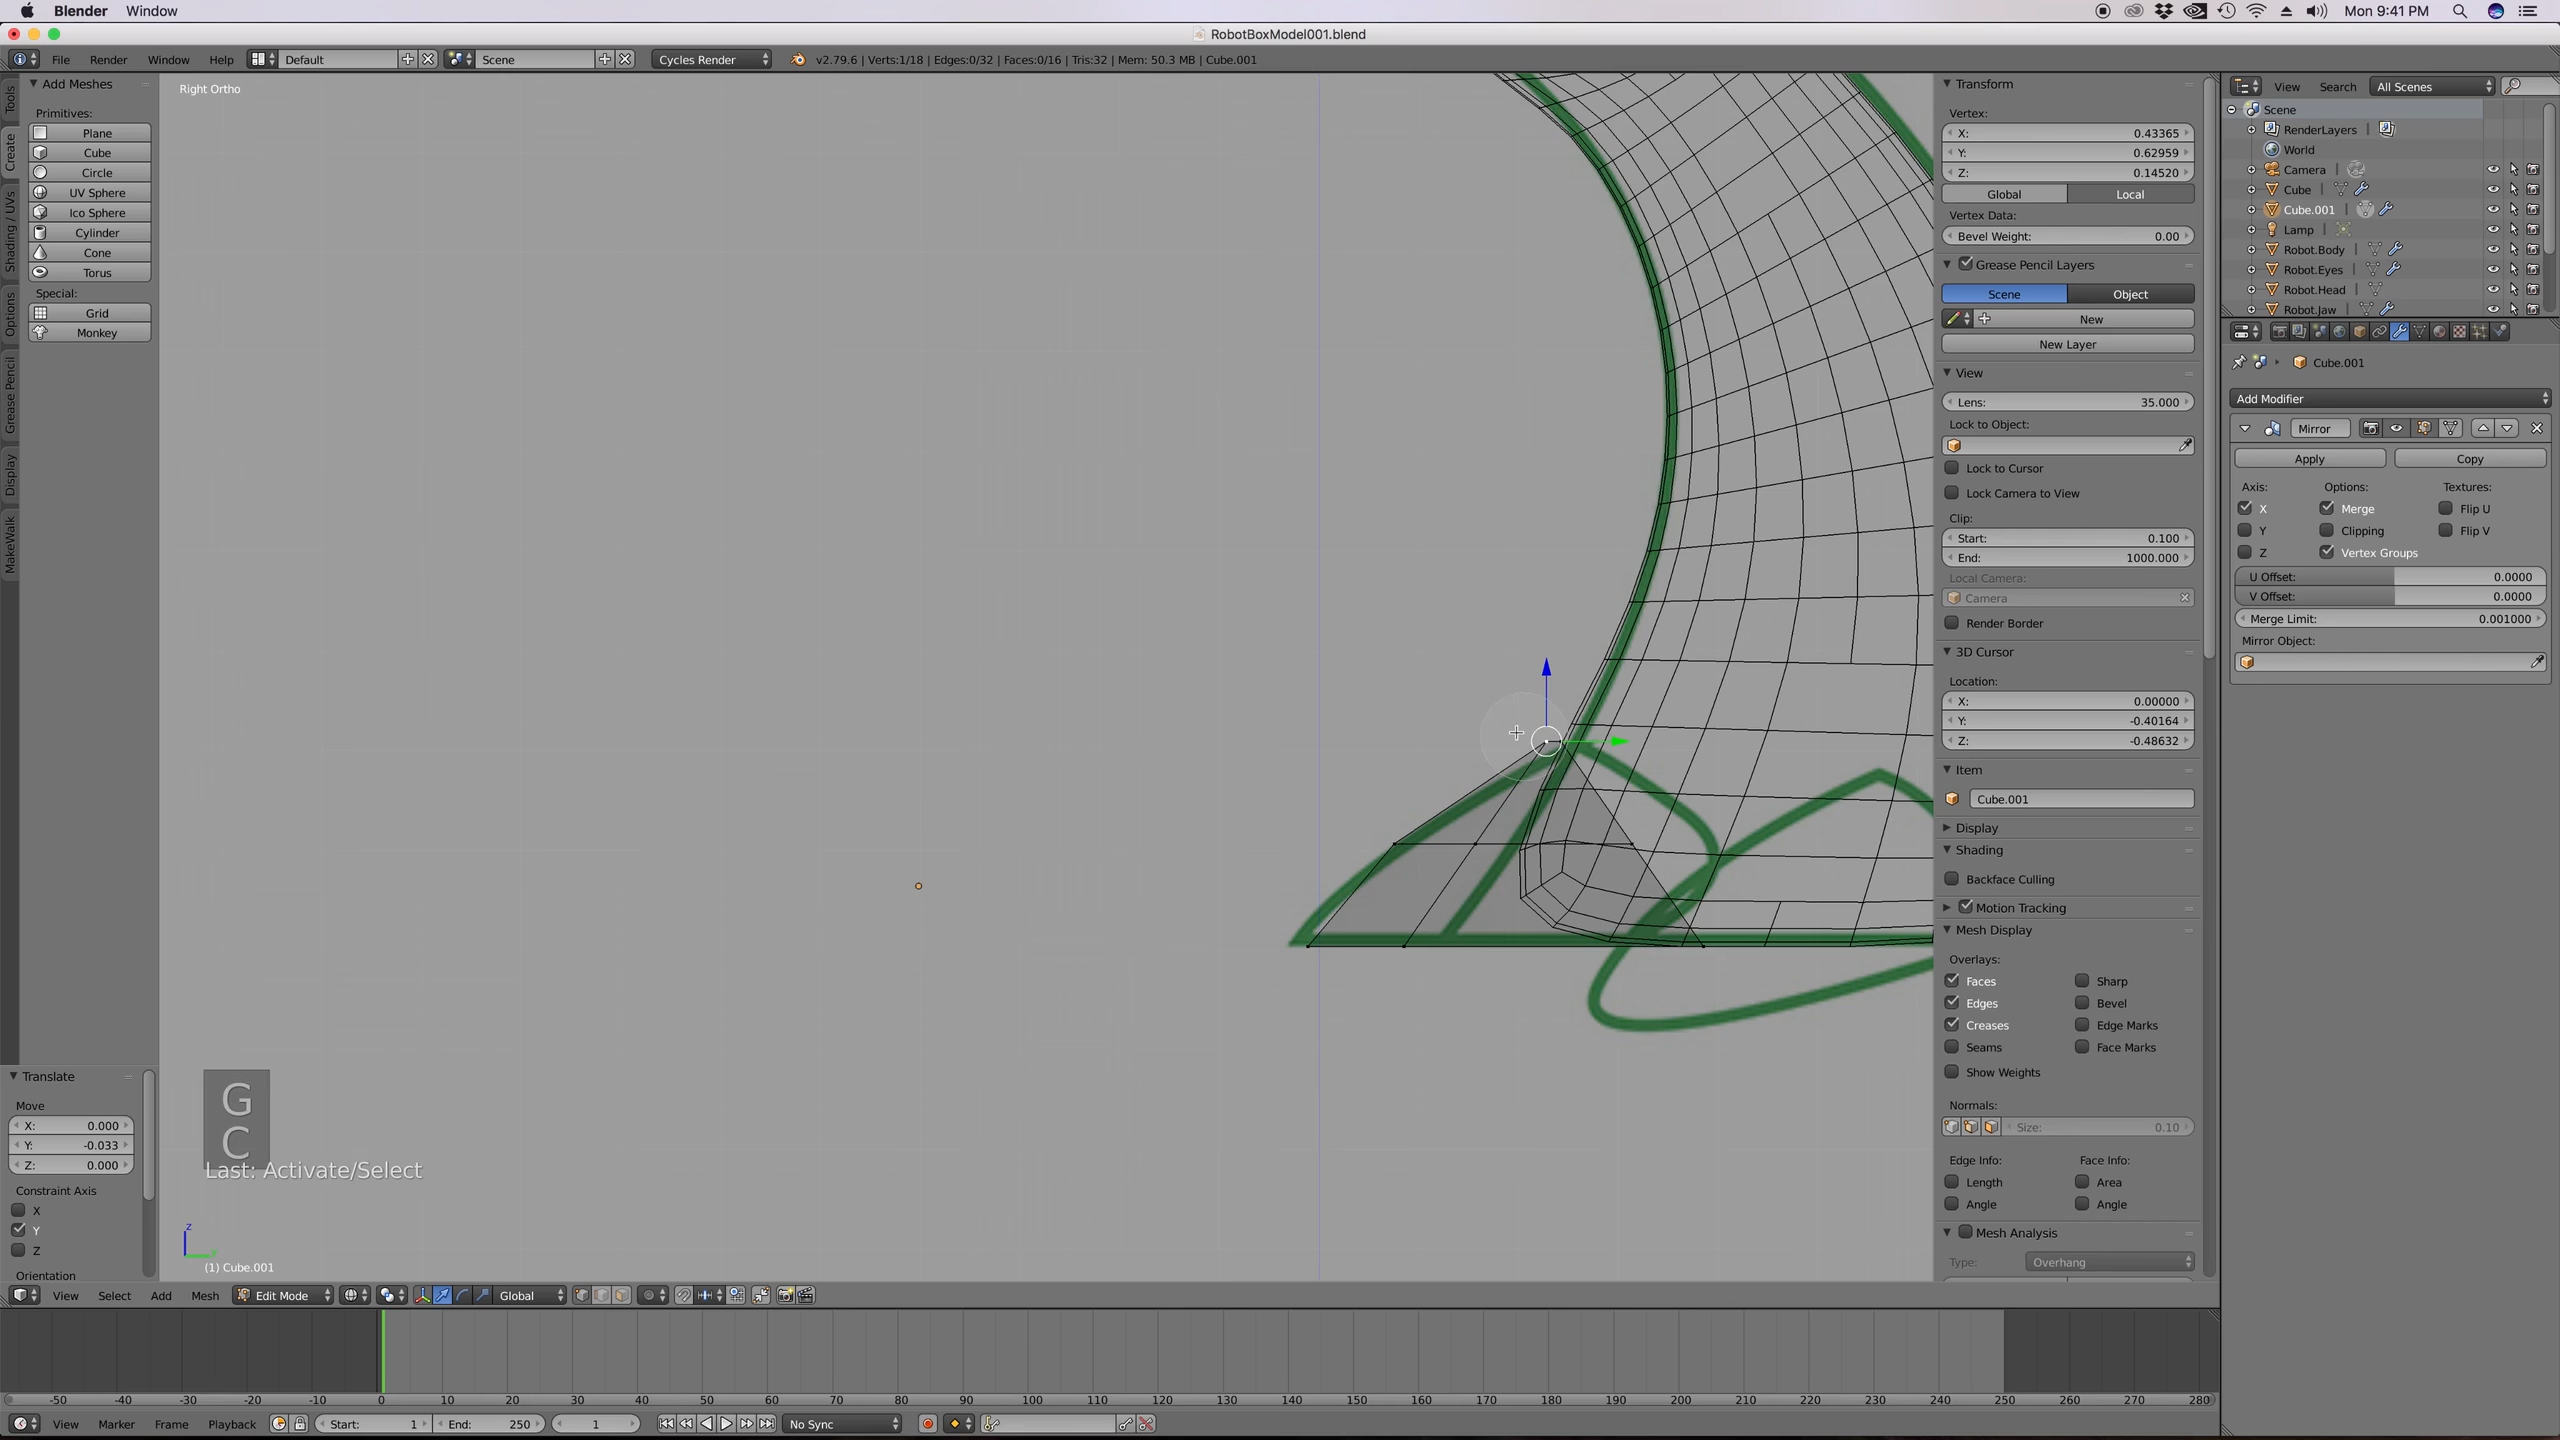 Blender Window
Mon 9:41 PM
RobotBoxModel001.blend
File Render Window Help Default Scene Cycles Render v2.79.6 | Verts:1/18 | Edges:0/32 | Faces:0/16 | Tris:32 | Mem: 50.3 MB | Cube.001
Tools
Create
Shading / UVs
Options
Grease Pencil
Display
MakeWalk
Add Meshes
Primitives:
Plane
Cube
Circle
UV Sphere
Ico Sphere
Cylinder
Cone
Torus
Special:
Grid
Monkey
Translate
Move
X: 0.000
Y: -0.033
Z: 0.000
Constraint Axis
X
Y
Z
Orientation
Right Ortho
G
C
Last: Activate/Select
z
y
(1) Cube.001
Transform
Vertex:
X: 0.43365
Y: 0.62959
Z: 0.14520
Global Local
Vertex Data:
Bevel Weight: 0.00
Grease Pencil Layers
Scene Object
New
New Layer
View
Lens: 35.000
Lock to Object:
Lock to Cursor
Lock Camera to View
Clip:
Start: 0.100
End: 1000.000
Local Camera:
Camera
Render Border
3D Cursor
Location:
X: 0.00000
Y: -0.40164
Z: -0.48632
Item
Cube.001
Display
Shading
Backface Culling
Motion Tracking
Mesh Display
Overlays:
Faces Sharp
Edges Bevel
Creases Edge Marks
Seams Face Marks
Show Weights
Normals:
Size: 0.10
Edge Info: Face Info:
Length Area
Angle Angle
Mesh Analysis
Type: Overhang
View Search All Scenes
Scene
RenderLayers
World
Camera
Cube
Cube.001
Lamp
Robot.Body
Robot.Eyes
Robot.Head
Robot.Jaw
Cube.001
Add Modifier
Mirror
Apply Copy
Axis: Options: Textures:
X Merge Flip U
Y Clipping Flip V
Z Vertex Groups
U Offset: 0.0000
V Offset: 0.0000
Merge Limit: 0.001000
Mirror Object:
View Select Add Mesh Edit Mode Global
-50 -40 -30 -20 -10 0 10 20 30 40 50 60 70 80 90 100 110 120 130 140 150 160 170 180 190 200 210 220 230 240 250 260 270 280
View Marker Frame Playback Start: 1 End: 250 1 No Sync